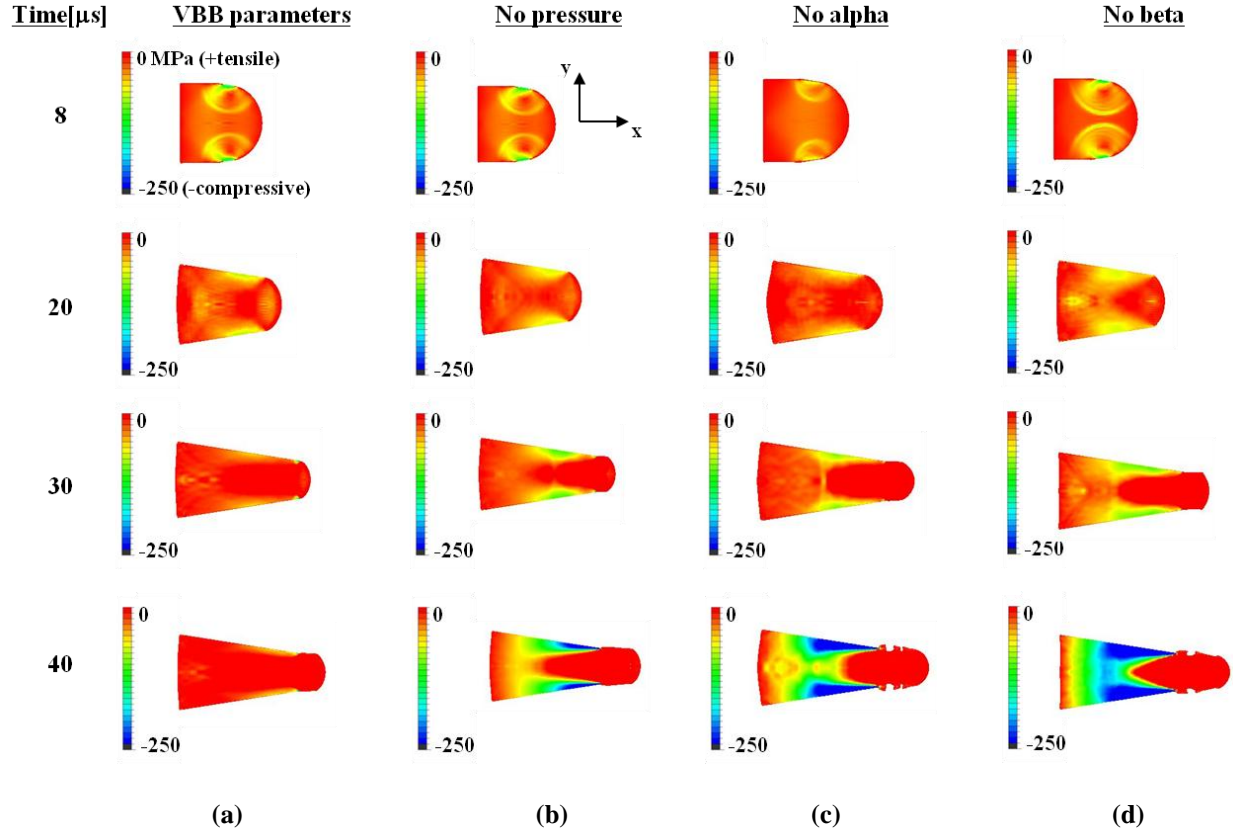 Time[μs] VBB parameters No pressure No alpha No beta
0 MPa (+tensile) 0 0 0
y
8
x
-250 (-compressive) -250 -250 -250
0 0 0 0
20
-250 -250 -250 -250
0 0 0 0
30
-250 -250 -250 -250
0 0 0 0
40
-250 -250 -250 -250
(a) (b) (c) (d)